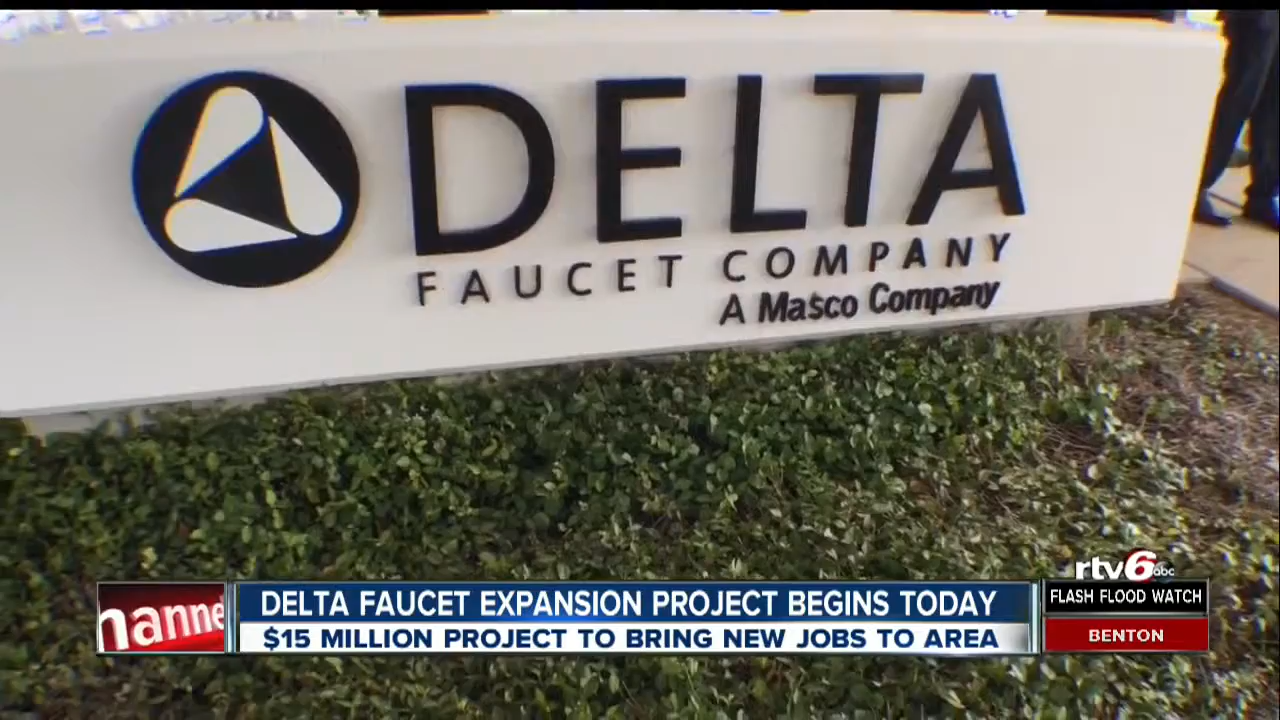 DELTA
FAUCET COMPANY
A Masco Company
rtv6 abc
DELTA FAUCET EXPANSION PROJECT BEGINS TODAY
FLASH FLOOD WATCH
$15 MILLION PROJECT TO BRING NEW JOBS TO AREA
BENTON